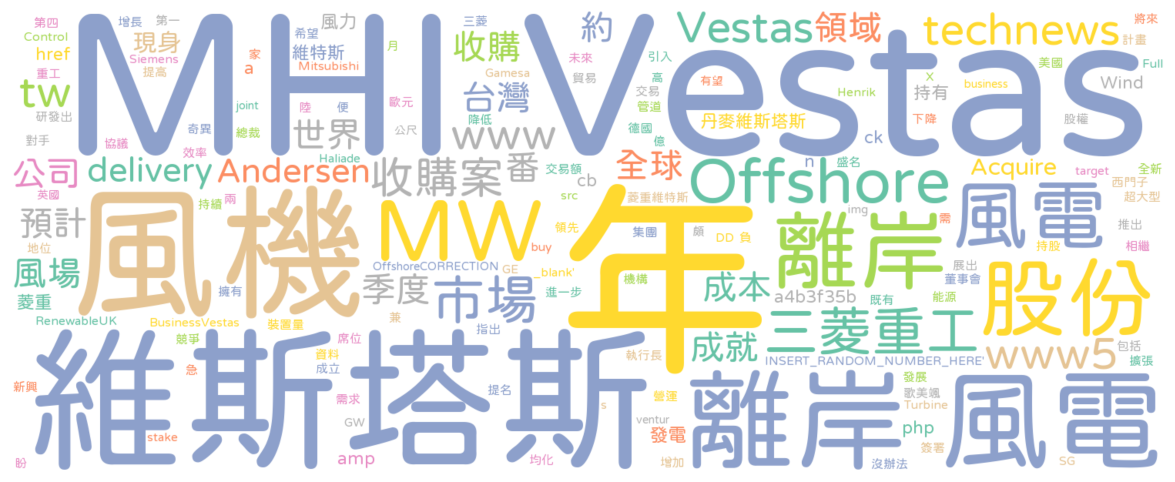 第四
增長
第一
風力
三菱
約
Vestas
領域
technews
將來
Control
href
現身
希望
家
維特斯
月
收購
引入
計畫
重工
Siemens
提高
a
Mitsubishi
未來
貿易
高
美國
Full
MHI Vestas
tw
研發出
joint
陸
便
歐元
台灣
Gamesa
交易
管道
有望
Henrik
X
持有
business
Wind
對手
奇異
總裁
世界
公尺
降低
www
德國
億
丹麥維斯塔斯
下降
ck
股權
協議
效率
Haliade
公司
delivery
Andersen
收購案
番
交易額
全球
n
盛名
Acquire
target
全新
英國
持續
兩
src
cb
菱重維特斯
Offshore
img
需
西門子
超大型
預計
風機
MW
領先
年
集團
頗
DD
負
離岸
風電
推出
持股
相繼
地位
buy
風場
擁有
OffshoreCORRECTION
GE
_blank'
機構
成本
既有
展出
董事會
菱重
季度
市場
進一步
a4b3f35b
能源
股份
RenewableUK
BusinessVestas
裝置量
兼
指出
三菱重工
包括
競爭
席位
執行長
成就
INSERT_RANDOM_NUMBER_HERE'
www5
擴張
急
資料
成立
新興
維斯塔斯
需求
提名
營運
離岸風電
發展
歌美颯
Turbine
stake
GW
s
ventur
發電
php
簽署
盼
amp
均化
增加
沒辦法
SG